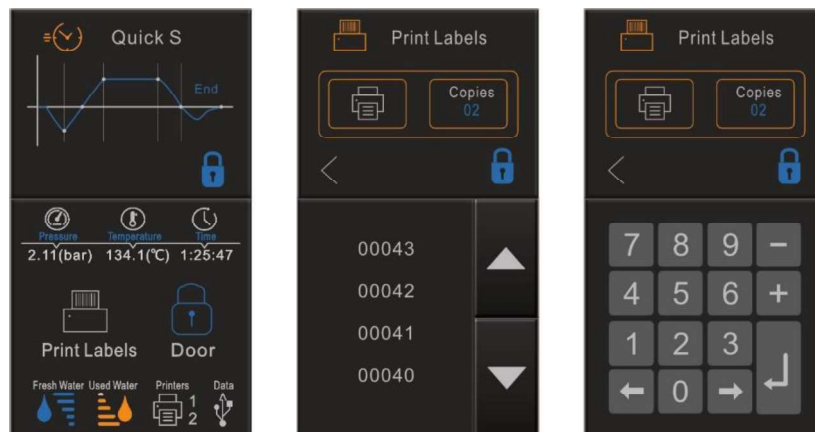 Quick S
End
Pressure Temperature Time
2.11(bar) 134.1(℃) 1:25:47
Print Labels Door
Fresh Water Used Water Printers Data
1
2
Print Labels
Copies
02
00043
00042
00041
00040
Print Labels
Copies
02
7 8 9 −
4 5 6 +
1 2 3
← 0 → ↵